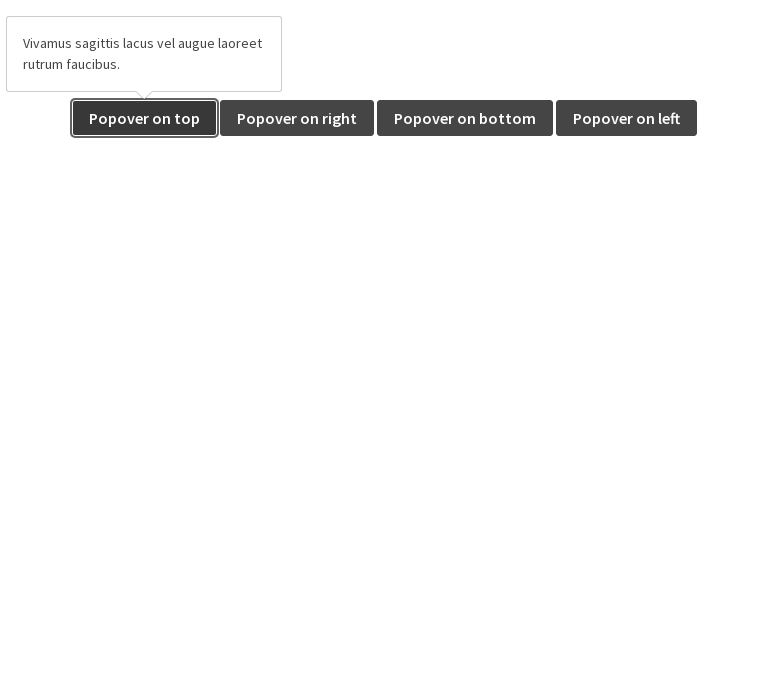 Vivamus sagittis lacus vel augue laoreet
rutrum faucibus.
Popover on top
Popover on right
Popover on bottom
Popover on left